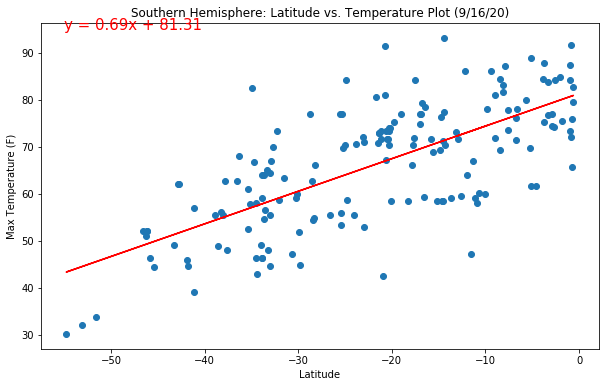 Southern Hemisphere: Latitude vs. Temperature Plot (9/16/20)
y = 0.69x + 81.31
Max Temperature (F)
90
80
70
60
50
40
30
−50 −40 −30 −20 −10 0
Latitude